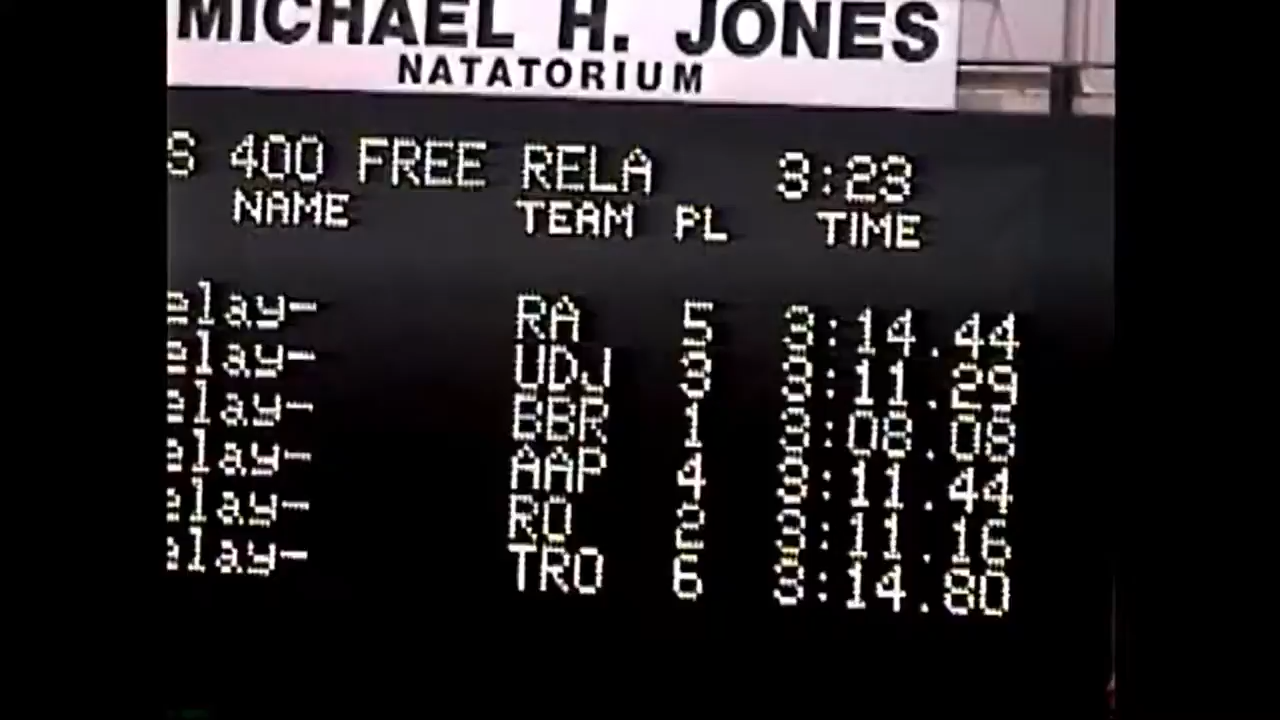 MICHAEL H. JONES
NATATORIUM
S 400 FREE RELA 3:23
NAME TEAM PL TIME
elay- RA 5 3:14.44
elay- UDJ 3 3:11.29
elay- BBR 1 3:08.08
elay- AAP 4 3:11.44
elay- RO 2 3:11.16
elay- TRO 6 3:14.80